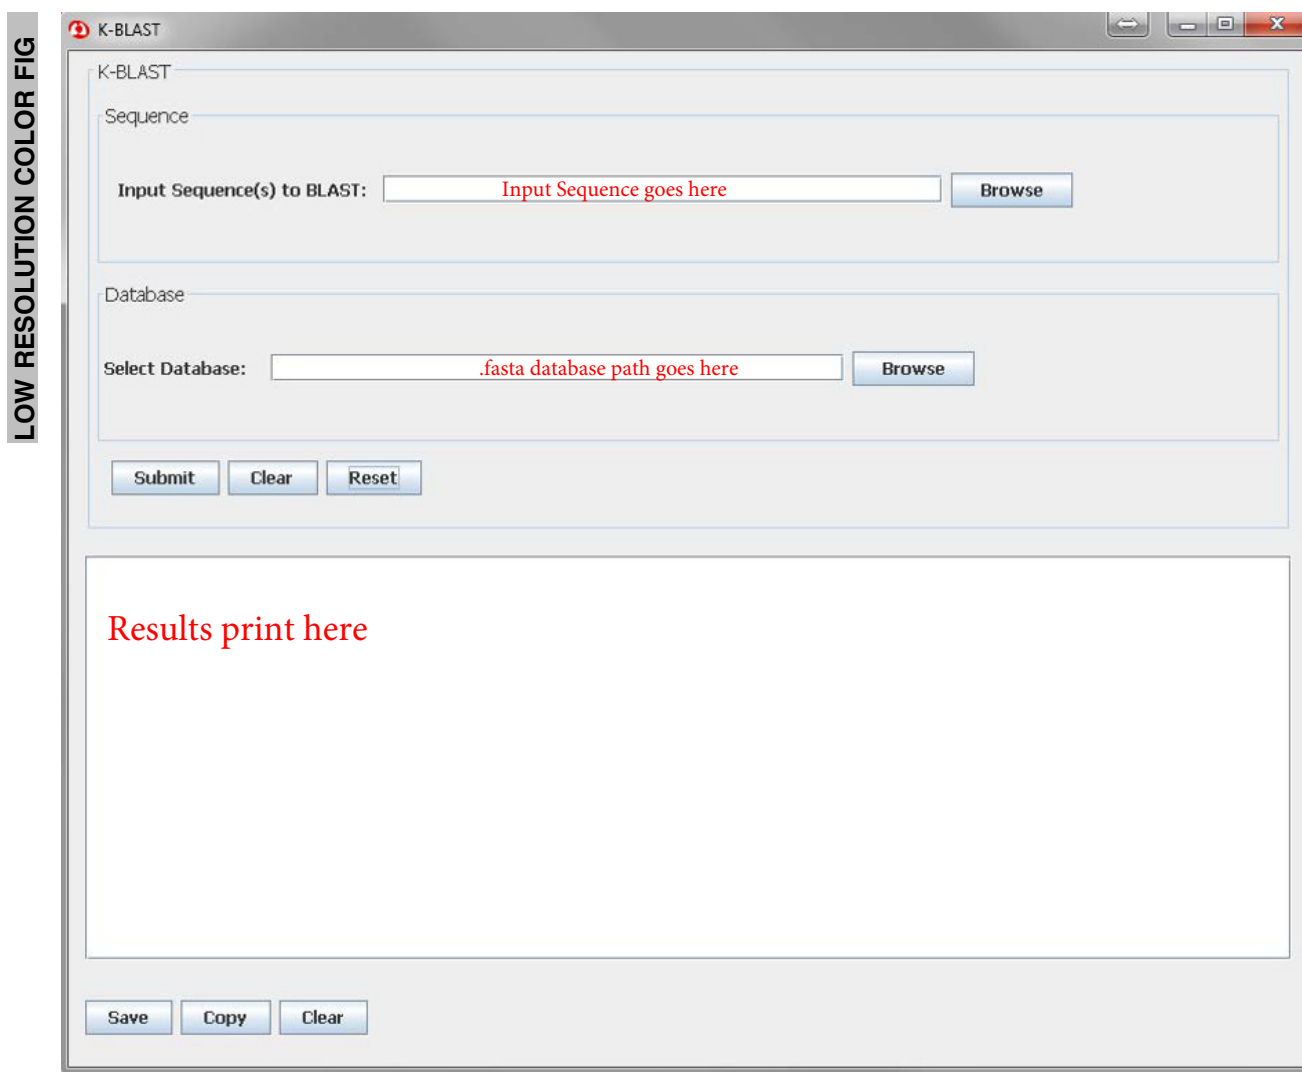 LOW RESOLUTION COLOR FIG
K-BLAST
K-BLAST
Sequence
Input Sequence(s) to BLAST: Input Sequence goes here Browse
Database
Select Database: .fasta database path goes here Browse
Submit Clear Reset
Results print here
Save Copy Clear